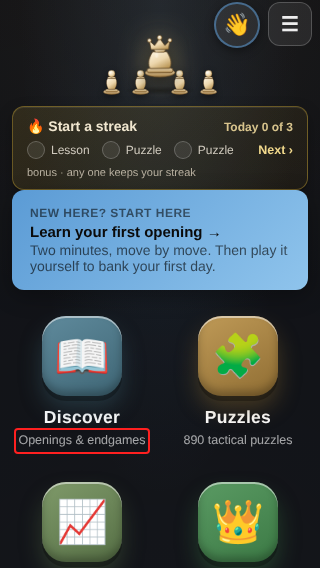 🔥 Start a streak
Today 0 of 3
Lesson
Puzzle
Puzzle
Next ›
bonus · any one keeps your streak
NEW HERE? START HERE
Learn your first opening →
Two minutes, move by move. Then play it
yourself to bank your first day.
Discover
Puzzles
Openings & endgames
890 tactical puzzles